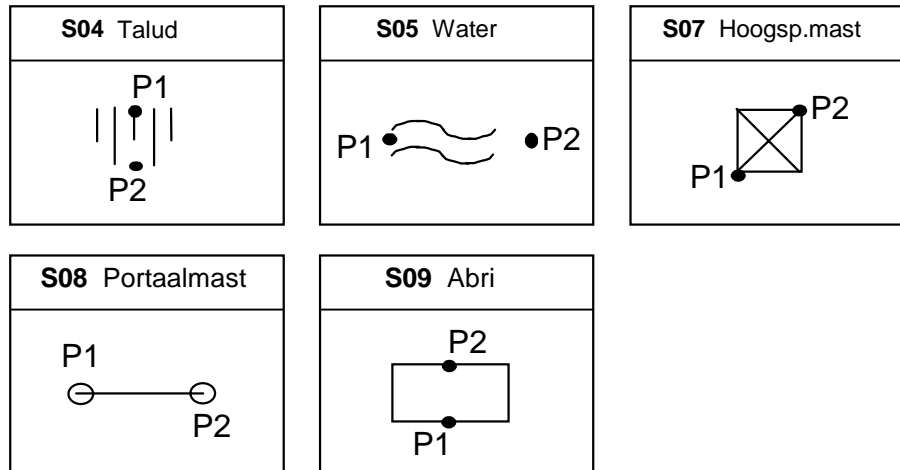 S04 Talud
P1
P2
S05 Water
P1
P2
S07 Hoogsp.mast
P2
P1
S08 Portaalmast
P1
P2
S09 Abri
P2
P1